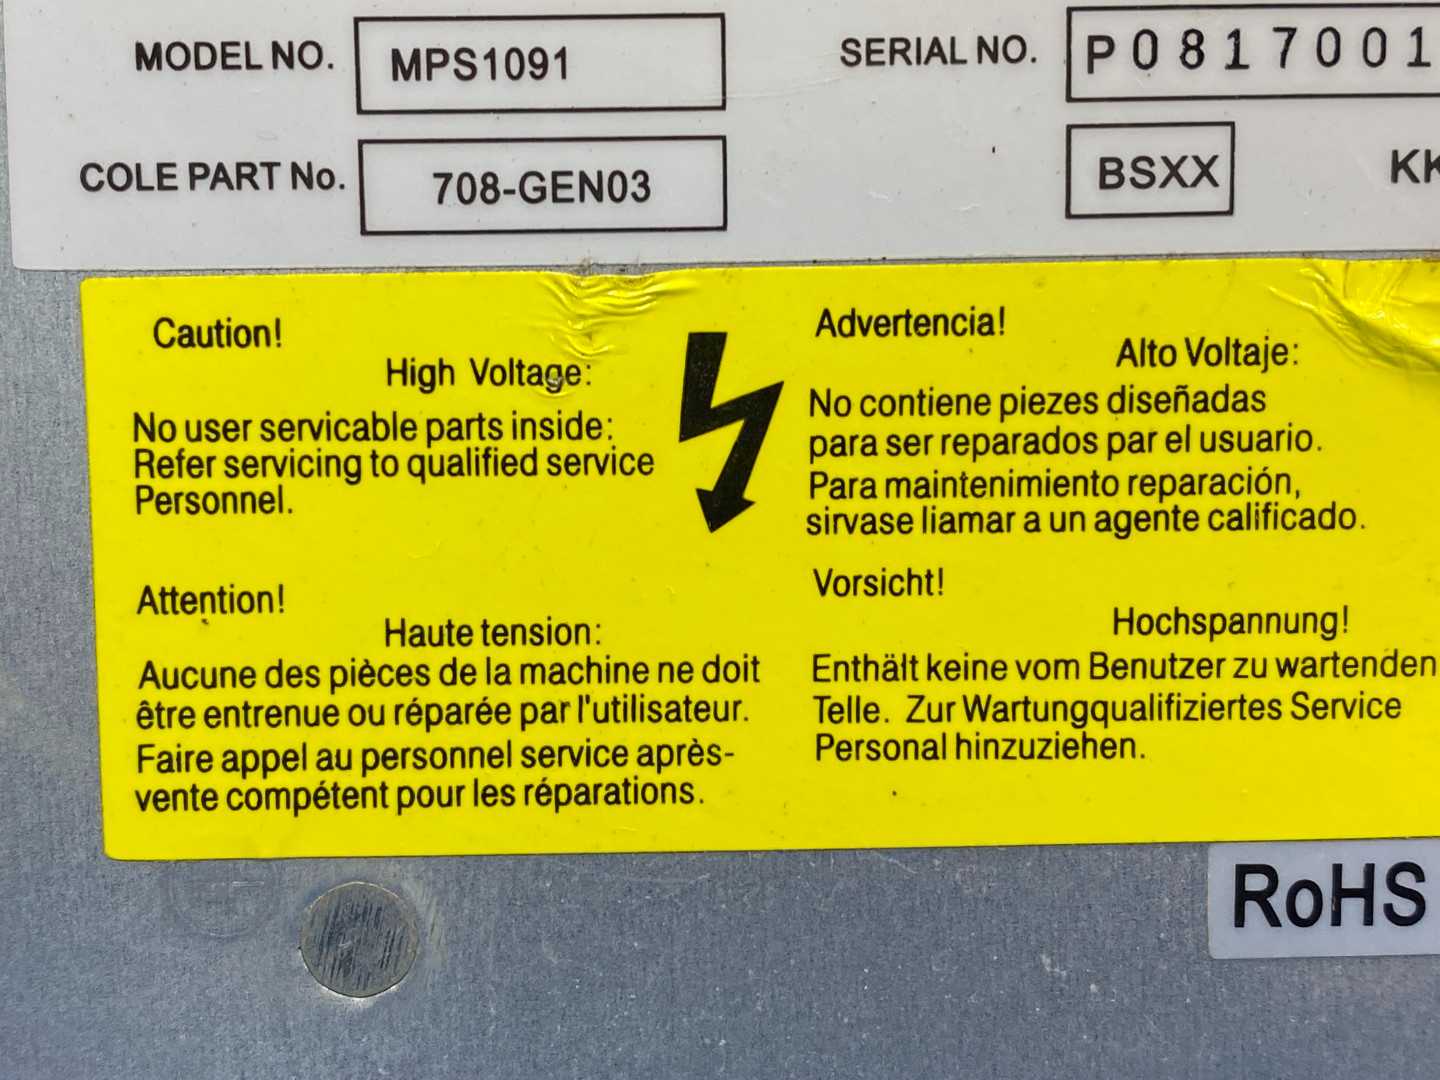 MODEL NO. MPS1091 SERIAL NO. P0817001
COLE PART No. 708-GEN03 BSXX
Caution!
High Voltage:
No user servicable parts inside:
Refer servicing to qualified service
Personnel.
Advertencia!
Alto Voltaje:
No contiene piezes diseñadas
para ser reparados par el usuario.
Para maintenimiento reparación,
sirvase liamar a un agente calificado.
Attention!
Haute tension:
Aucune des pièces de la machine ne doit
être entrenue ou réparée par l'utilisateur.
Faire appel au personnel service après-
vente compétent pour les réparations.
Vorsicht!
Hochspannung!
Enthält keine vom Benutzer zu wartenden
Telle. Zur Wartungqualifiziertes Service
Personal hinzuziehen.
RoHS